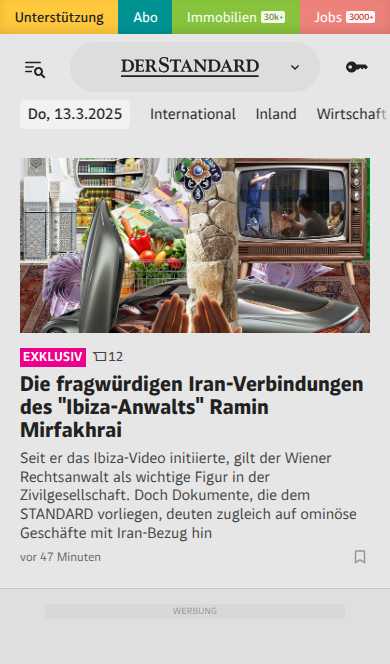 Unterstützung Abo Immobilien 30k+ Jobs 3000+
DERSTANDARD
Do, 13.3.2025 International Inland Wirtschaft
EXKLUSIV 12
Die fragwürdigen Iran-Verbindungen
des "Ibiza-Anwalts" Ramin
Mirfakhrai
Seit er das Ibiza-Video initiierte, gilt der Wiener
Rechtsanwalt als wichtige Figur in der
Zivilgesellschaft. Doch Dokumente, die dem
STANDARD vorliegen, deuten zugleich auf ominöse
Geschäfte mit Iran-Bezug hin
vor 47 Minuten
WERBUNG